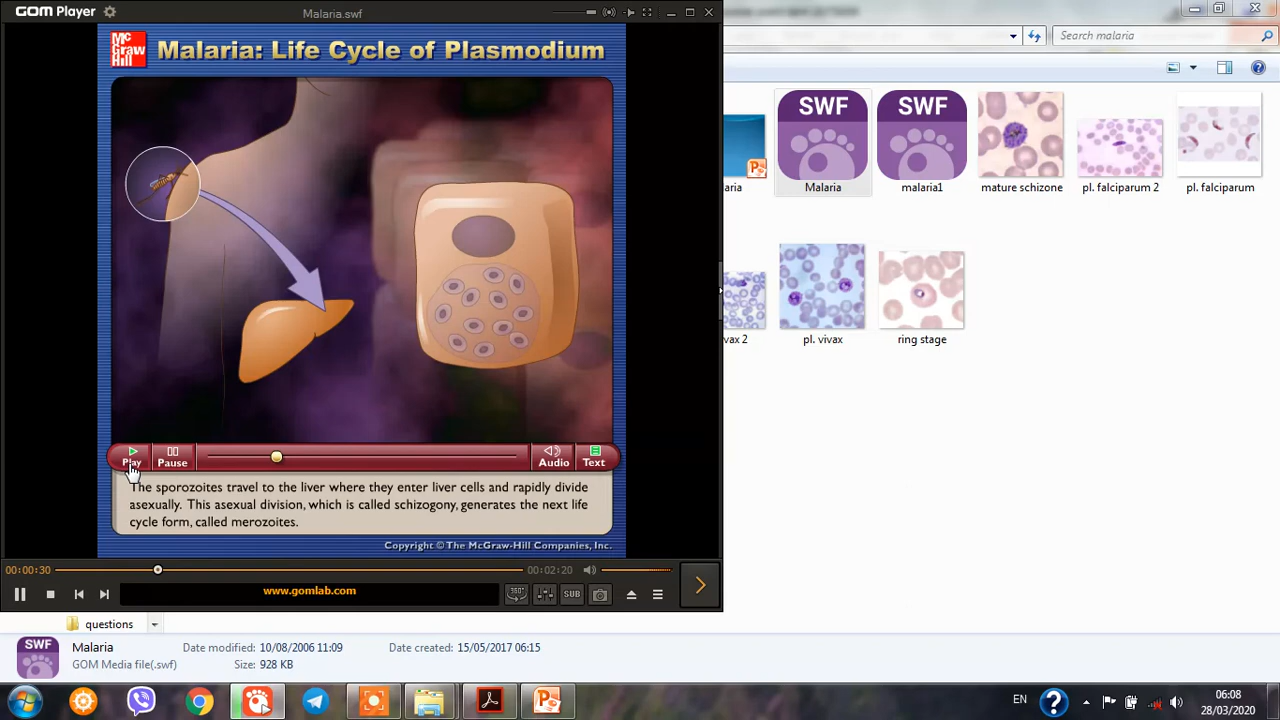 GOM Player
Malaria.swf
Search malaria
Mc
Graw
Hill
Malaria: Life Cycle of Plasmodium
SWF
SWF
aria
Malaria
malaria1
mature schizone
pl. falciparum 2
pl. falciparum
vax 2
pl. vivax
ring stage
Play
Pause
Audio
Text
The sporozoites travel to the liver where they enter liver cells and rapidly divide
asexually. This asexual division, which is called schizogony, generates the next life
cycle form, called merozoites.
Copyright © The McGraw-Hill Companies, Inc.
00:00:30
00:02:20
www.gomlab.com
360°
SUB
questions
SWF
Malaria
Date modified: 10/08/2006 11:09
Date created: 15/05/2017 06:15
GOM Media file(.swf)
Size: 928 KB
EN
06:08
28/03/2020